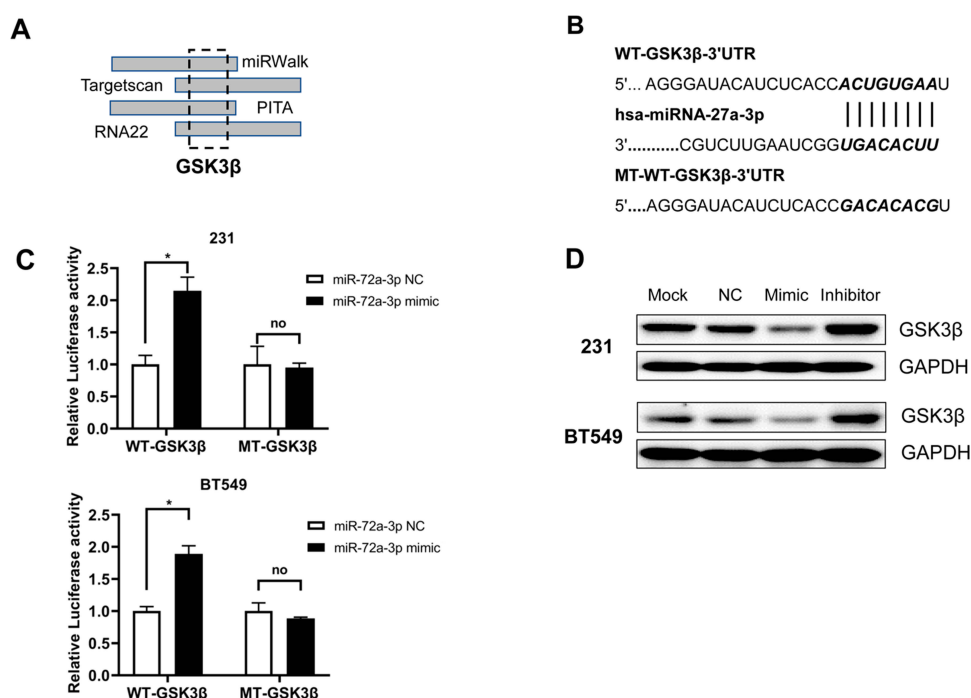 A
miRWalk
Targetscan
PITA
RNA22
GSK3β
B
WT-GSK3β-3'UTR
5'... AGGGAUACAUCUCACCACUGUGAAU
hsa-miRNA-27a-3p
3'...........CGUCUUGAAUCGGUGACACUU
MT-WT-GSK3β-3'UTR
5'....AGGGAUACAUCUCACCGACACACGU
C
231
Relative Luciferase activity
2.5
2.0
1.5
1.0
0.5
0.0
*
no
WT-GSK3β
MT-GSK3β
miR-72a-3p NC
miR-72a-3p mimic
BT549
Relative Luciferase activity
2.5
2.0
1.5
1.0
0.5
0.0
*
no
WT-GSK3β
MT-GSK3β
miR-72a-3p NC
miR-72a-3p mimic
D
Mock NC Mimic Inhibitor
231
GSK3β
GAPDH
BT549
GSK3β
GAPDH